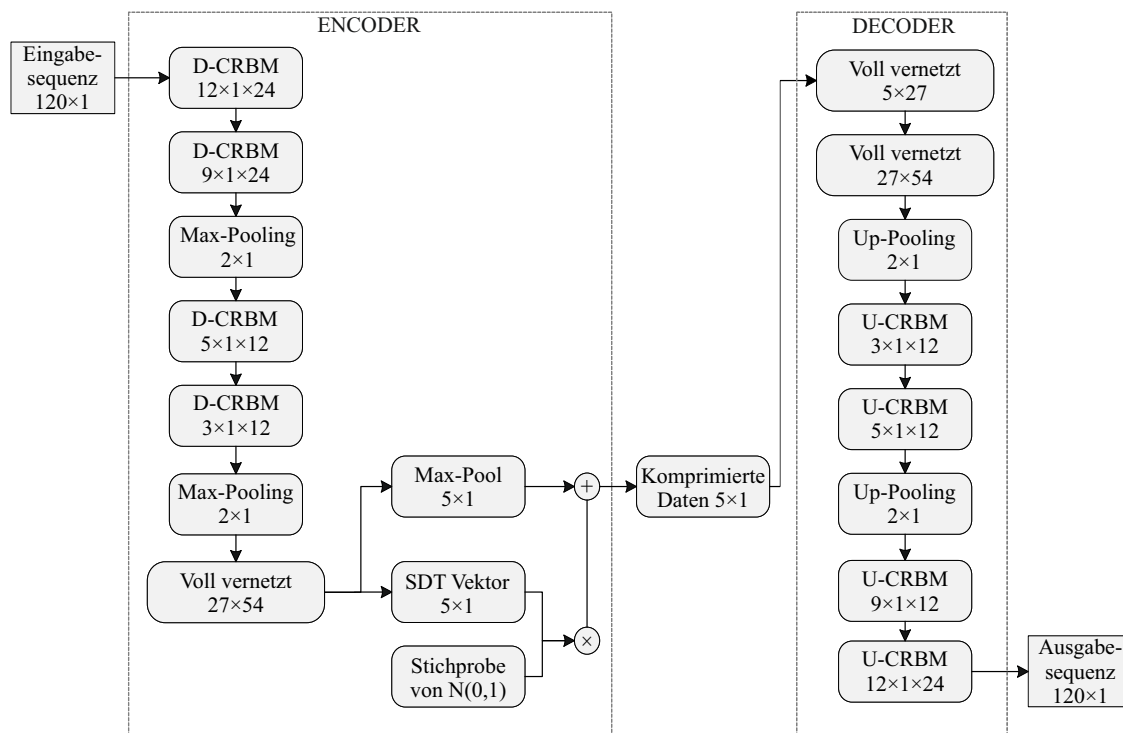 ENCODER
Eingabe-
sequenz
120×1
D-CRBM
12×1×24
D-CRBM
9×1×24
Max-Pooling
2×1
D-CRBM
5×1×12
D-CRBM
3×1×12
Max-Pooling
2×1
Voll vernetzt
27×54
Max-Pool
5×1
SDT Vektor
5×1
Stichprobe
von N(0,1)
+
×
Komprimierte
Daten 5×1
DECODER
Voll vernetzt
5×27
Voll vernetzt
27×54
Up-Pooling
2×1
U-CRBM
3×1×12
U-CRBM
5×1×12
Up-Pooling
2×1
U-CRBM
9×1×12
U-CRBM
12×1×24
Ausgabe-
sequenz
120×1